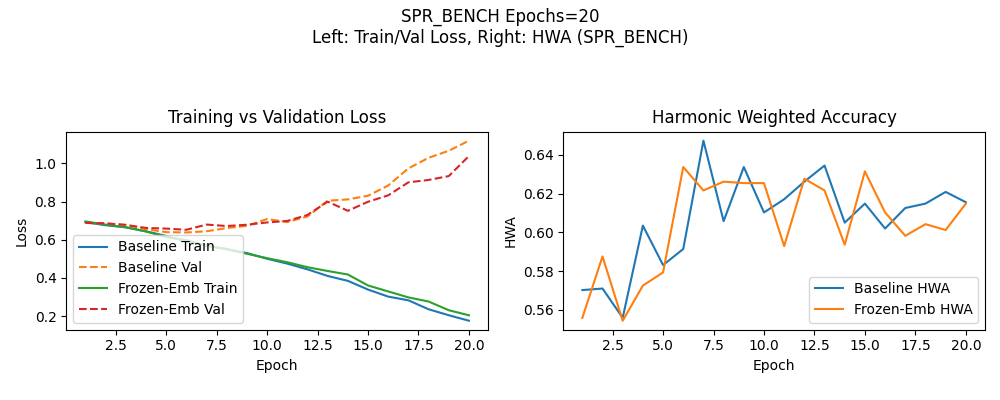 SPR_BENCH Epochs=20
Left: Train/Val Loss, Right: HWA (SPR_BENCH)
Training vs Validation Loss
Loss
1.0
0.8
0.6
0.4
0.2
Baseline Train
Baseline Val
Frozen-Emb Train
Frozen-Emb Val
2.5 5.0 7.5 10.0 12.5 15.0 17.5 20.0
Epoch
Harmonic Weighted Accuracy
HWA
0.64
0.62
0.60
0.58
0.56
Baseline HWA
Frozen-Emb HWA
2.5 5.0 7.5 10.0 12.5 15.0 17.5 20.0
Epoch